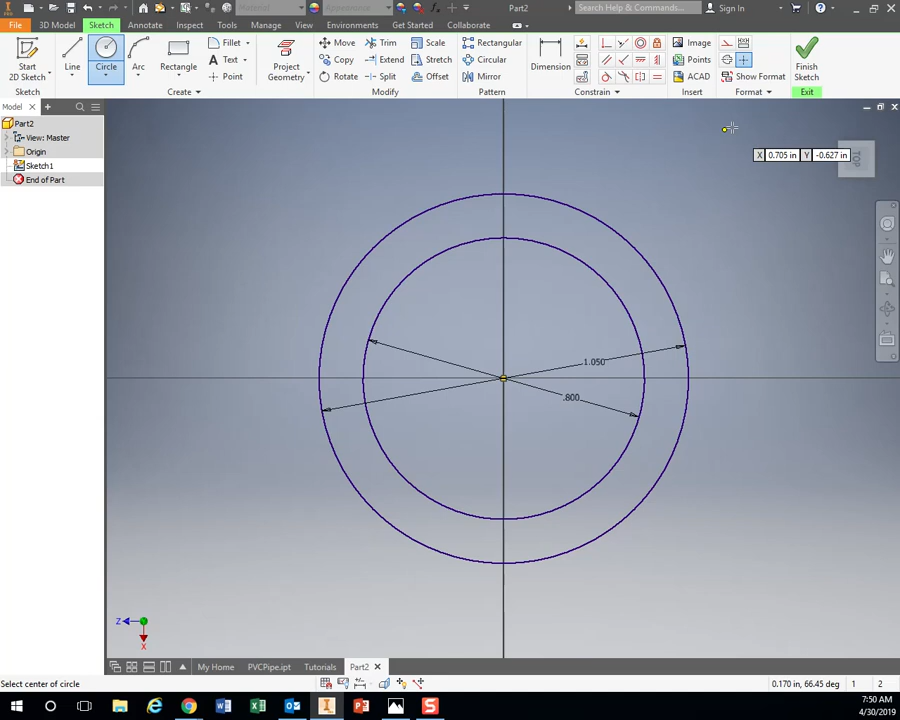 Material
Appearance
Part2
Search Help & Commands...
Sign In
File
3D Model
Sketch
Annotate
Inspect
Tools
Manage
View
Environments
Get Started
Collaborate
Start
2D Sketch
Line
Circle
Arc
Rectangle
Fillet
Text
Point
Project
Geometry
Move
Copy
Rotate
Trim
Extend
Split
Scale
Stretch
Offset
Rectangular
Circular
Mirror
Dimension
Image
Points
ACAD
Show Format
Finish
Sketch
Sketch
Create
Modify
Pattern
Constrain
Insert
Format
Exit
Model
Part2
View: Master
Origin
Sketch1
End of Part
X 0.705 in Y -0.627 in
TOP
1.050
.800
Z
X
My Home
PVCPipe.ipt
Tutorials
Part2
Select center of circle
0.170 in, 66.45 deg
1
2
7:50 AM
4/30/2019